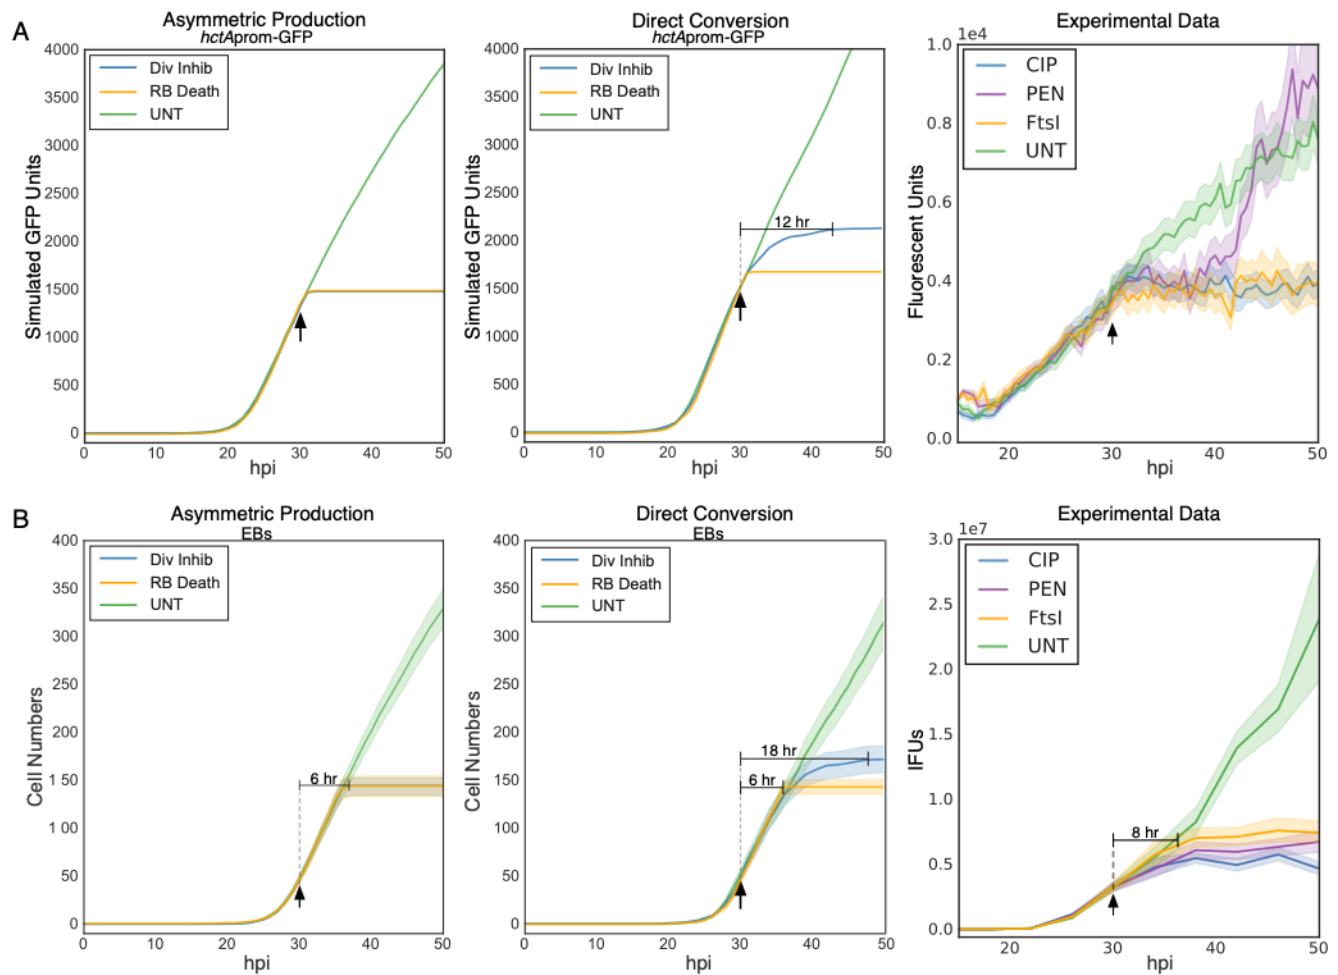 A
Asymmetric Production
hctAprom-GFP
Simulated GFP Units
4000
3500
3000
2500
2000
1500
1000
500
0
Div Inhib
RB Death
UNT
0 10 20 30 40 50
hpi
Direct Conversion
hctAprom-GFP
Simulated GFP Units
4000
3500
3000
2500
2000
1500
1000
500
0
Div Inhib
RB Death
UNT
12 hr
0 10 20 30 40 50
hpi
Experimental Data
1e4
Fluorescent Units
1.0
0.8
0.6
0.4
0.2
0.0
CIP
PEN
FtsI
UNT
20 30 40 50
hpi
B
Asymmetric Production
EBs
Cell Numbers
400
350
300
250
200
1 50
1 00
50
0
Div Inhib
RB Death
UNT
6 hr
0 10 20 30 40 50
hpi
Direct Conversion
EBs
Cell Numbers
400
350
300
250
200
150
1 00
50
0
Div Inhib
RB Death
UNT
18 hr
6 hr
0 10 20 30 40 50
hpi
Experimental Data
1e7
IFUs
3.0
2.5
2.0
1.5
1.0
0.5
0.0
CIP
PEN
FtsI
UNT
8 hr
20 30 40 50
hpi